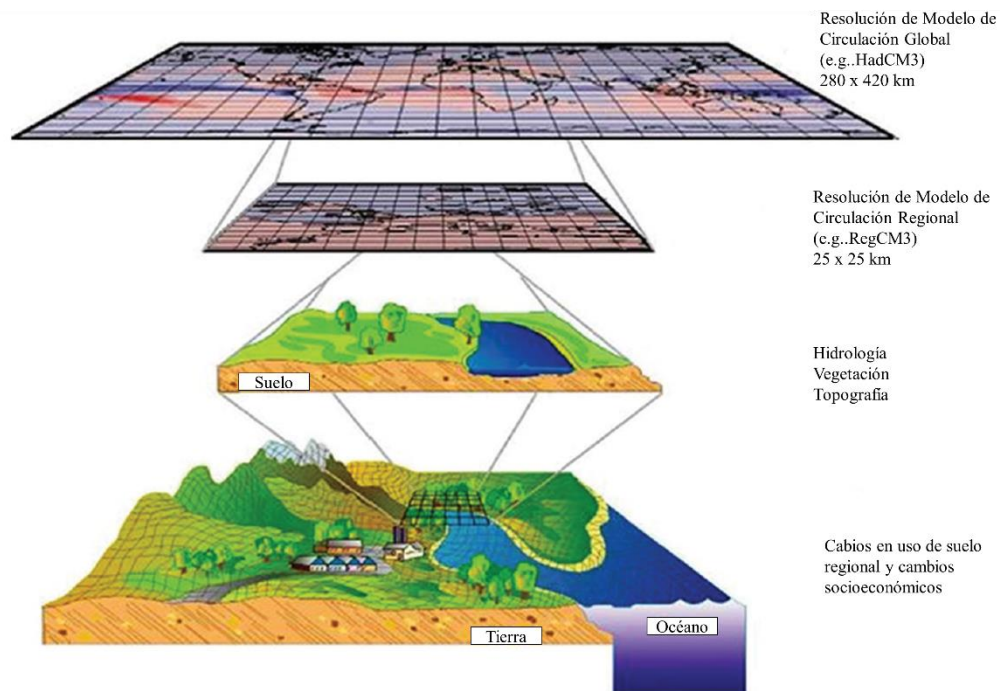 Resolución de Modelo de
Circulación Global
(e.g..HadCM3)
280 x 420 km
Resolución de Modelo de
Circulación Regional
(e.g..RegCM3)
25 x 25 km
Hidrología
Vegetación
Topografía
Suelo
Cabios en uso de suelo
regional y cambios
socioeconómicos
Tierra
Océano